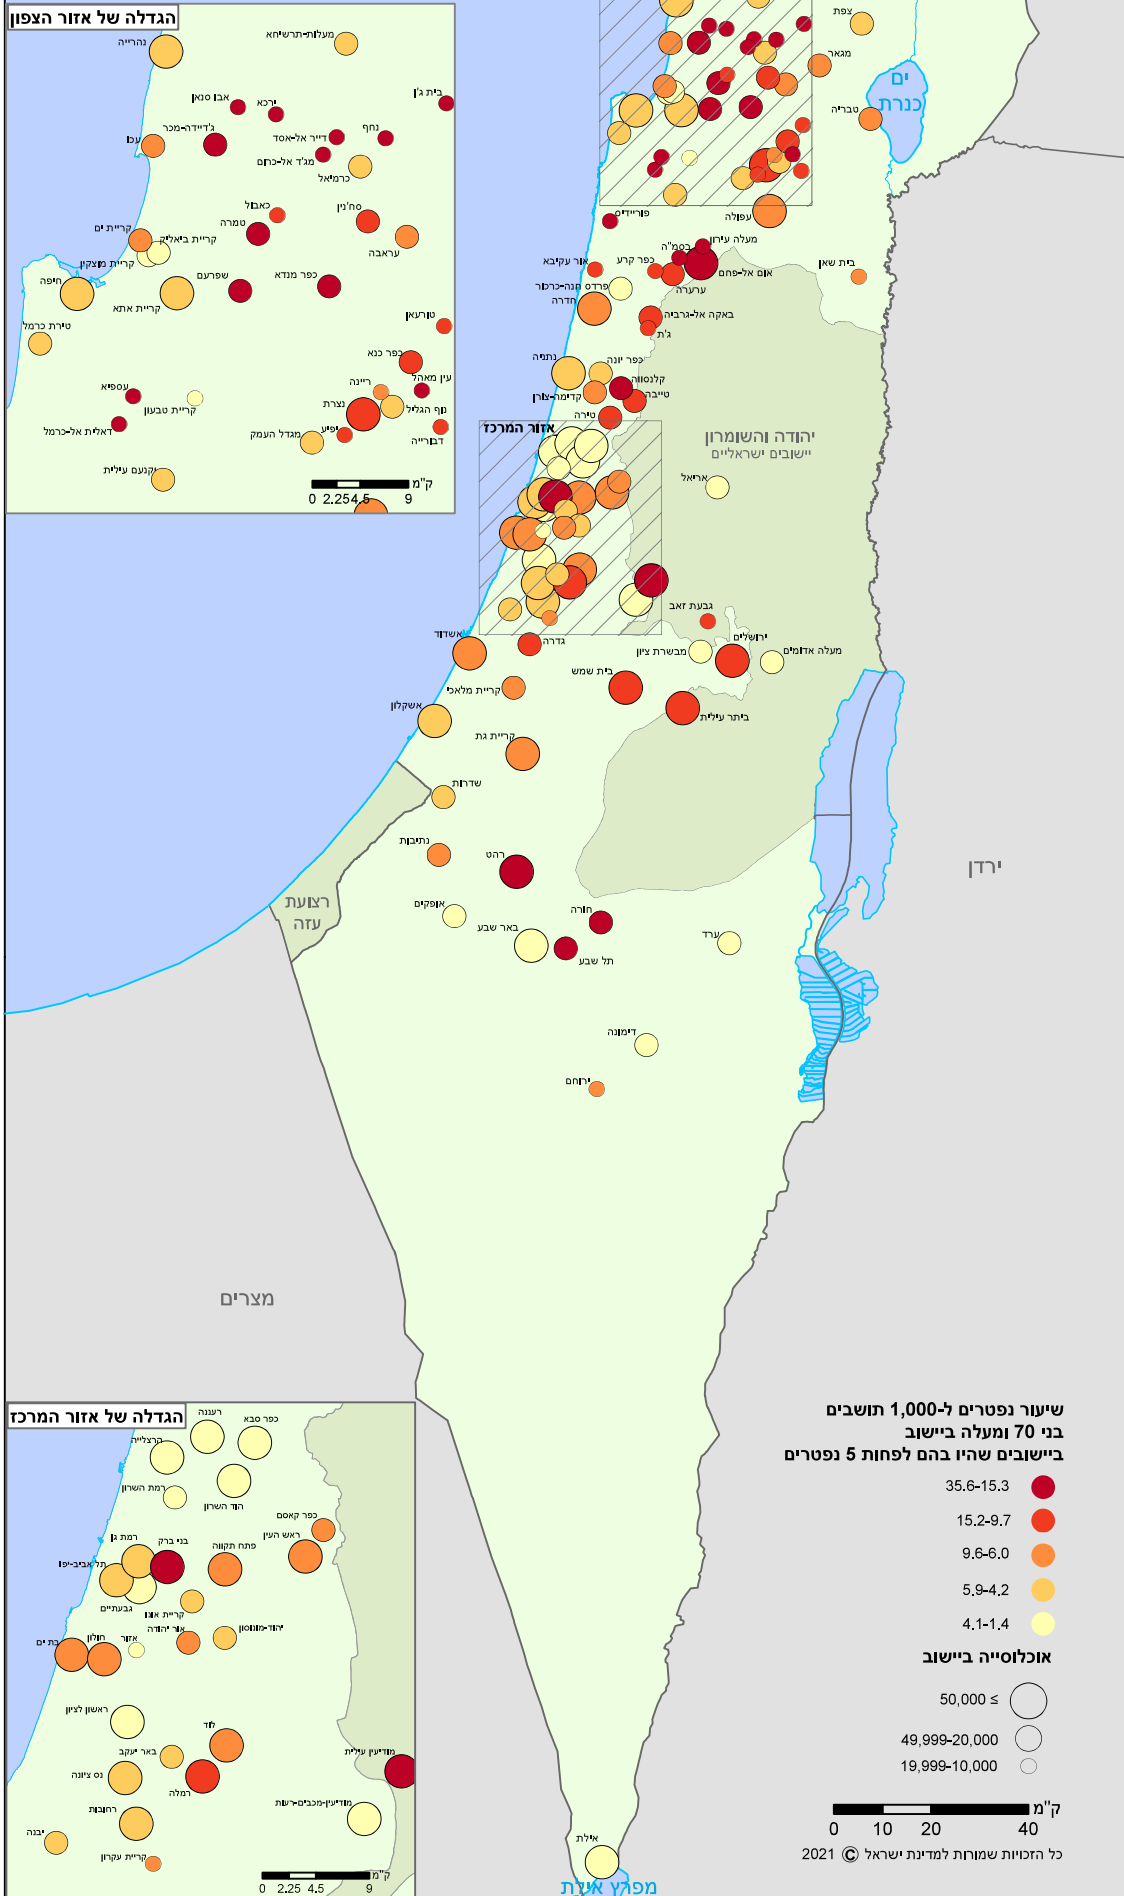 הגדלה של אזור הצפון
נהרייה
מעלות-תרשיחא
אבו סנאן
ירכא
בית ג'ן
עכו
ג'דיידה-מכר
דייר אל-אסד
נחף
מג'ד אל-כרום
כרמיאל
כאבול
סח'נין
טמרה
עראבה
קריית ים
קריית ביאליק
קריית מוצקין
חיפה
קריית אתא
שפרעם
כפר מנדא
טירת כרמל
טורעאן
כפר כנא
עין מאהל
ריינה
נוף הגליל
נצרת
עספיא
קריית טבעון
דאלית אל-כרמל
יפיע
דבורייה
מגדל העמק
יקנעם עילית
ק"מ
0 2.25 4.5 9
צפת
מגאר
ים
כנרת
טבריה
עפולה
פוריידיס
מעלה עירון
בסמ"ה
אור עקיבא
כפר קרע
אום אל-פחם
בית שאן
ערערה
פרדס חנה-כרכור
חדרה
באקה אל-גרביה
ג'ת
נתניה
כפר יונה
קלנסווה
קדימה-צורן
טייבה
טירה
אזור המרכז
יהודה והשומרון
יישובים ישראליים
אריאל
גבעת זאב
ירושלים
מעלה אדומים
מבשרת ציון
אשדוד
גדרה
בית שמש
קריית מלאכי
ביתר עילית
אשקלון
קריית גת
שדרות
נתיבות
רהט
ירדן
רצועת
עזה
אופקים
חורה
באר שבע
תל שבע
ערד
דימונה
ירוחם
מצרים
אילת
מפרץ אילת
הגדלה של אזור המרכז
רעננה
כפר סבא
הרצלייה
רמת השרון
הוד השרון
כפר קאסם
ראש העין
רמת גן
בני ברק
פתח תקווה
תל אביב-יפו
גבעתיים
קריית אונו
יהוד-מונוסון
אור יהודה
אזור
חולון
בת ים
ראשון לציון
לוד
באר יעקב
מודיעין עילית
נס ציונה
רמלה
מודיעין-מכבים-רעות
רחובות
יבנה
קריית עקרון
ק"מ
0 2.25 4.5 9
שיעור נפטרים ל-1,000 תושבים
בני 70 ומעלה ביישוב
ביישובים שהיו בהם לפחות 5 נפטרים
35.6-15.3
15.2-9.7
9.6-6.0
5.9-4.2
4.1-1.4
אוכלוסייה ביישוב
50,000 ≤
49,999-20,000
19,999-10,000
ק"מ
0 10 20 40
כל הזכויות שמורות למדינת ישראל © 2021